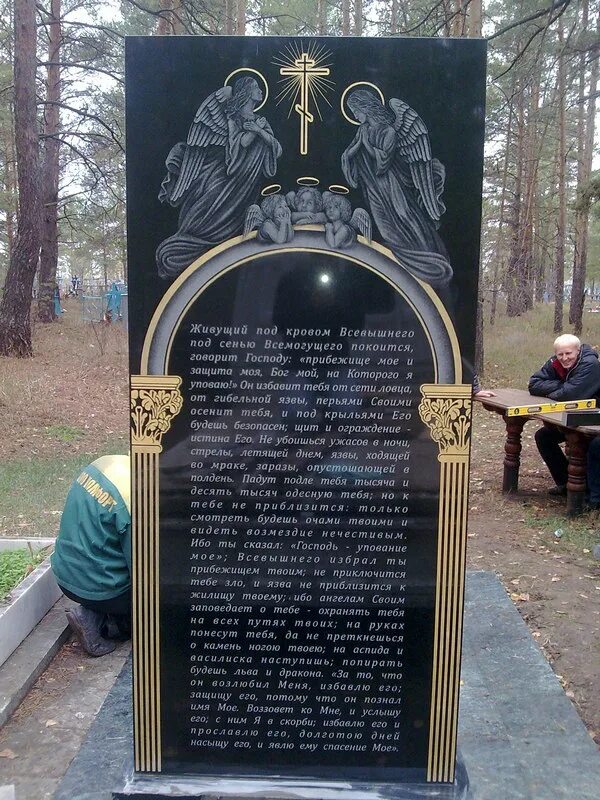 Живущий под кровом Всевышнего
под сенью Всемогущего покоится,
говорит Господу: «прибежище мое и
защита моя, Бог мой, на Которого я
уповаю!» Он избавит тебя от сети ловца,
от гибельной язвы, перьями Своими
осенит тебя, и под крыльями Его
будешь безопасен; щит и ограждение -
истина Его. Не убоишься ужасов в ночи,
стрелы, летящей днем, язвы, ходящей
во мраке, заразы, опустошающей в
полдень. Падут подле тебя тысяча и
десять тысяч одесную тебя; но к
тебе не приблизится: только
смотреть будешь очами твоими и
видеть возмездие нечестивым.
Ибо ты сказал: «Господь - упование
мое»; Всевышнего избрал ты
прибежищем твоим; не приключится
тебе зло, и язва не приблизится к
жилищу твоему; ибо ангелам Своим
заповедает о тебе - охранять тебя
на всех путях твоих; на руках
понесут тебя, да не преткнешься
о камень ногою твоею; на аспида и
василиска наступишь; попирать
будешь льва и дракона. «За то, что
он возлюбил Меня, избавлю его;
защищу его, потому что он познал
имя Мое. Воззовет ко Мне, и услышу
его; с ним Я в скорби; избавлю его и
прославлю его, долготою дней
насыщу его, и явлю ему спасение Мое».